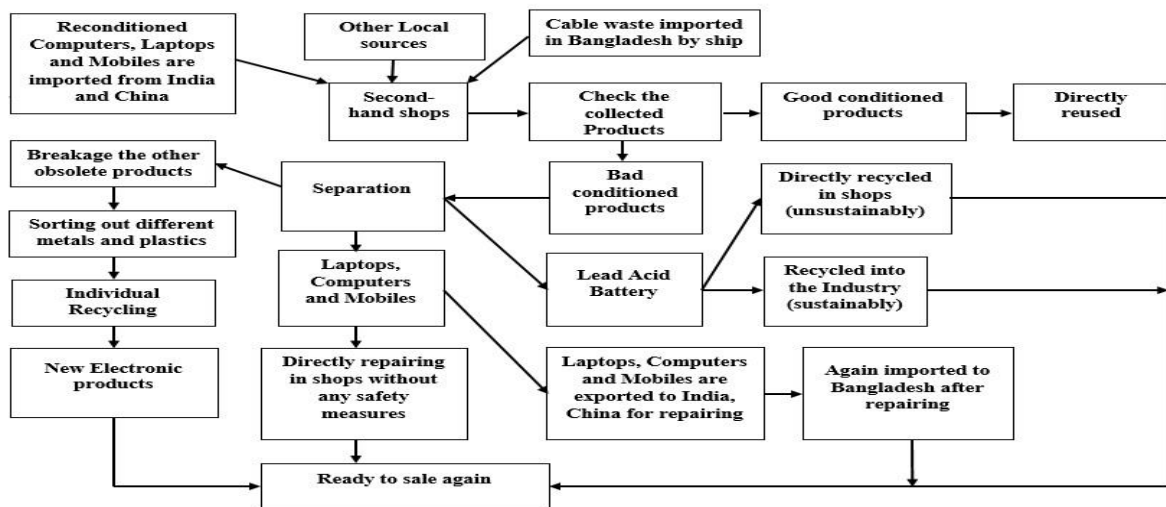 Reconditioned
Computers, Laptops
and Mobiles are
imported from India
and China
Other Local
sources
Cable waste imported
in Bangladesh by ship
Second-
hand shops
Check the
collected
Products
Good conditioned
products
Directly
reused
Breakage the other
obsolete products
Separation
Bad
conditioned
products
Directly recycled
in shops
(unsustainably)
Sorting out different
metals and plastics
Laptops,
Computers
and Mobiles
Lead Acid
Battery
Recycled into
the Industry
(sustainably)
Individual
Recycling
New Electronic
products
Directly repairing
in shops without
any safety
measures
Laptops, Computers
and Mobiles are
exported to India,
China for repairing
Again imported to
Bangladesh after
repairing
Ready to sale again